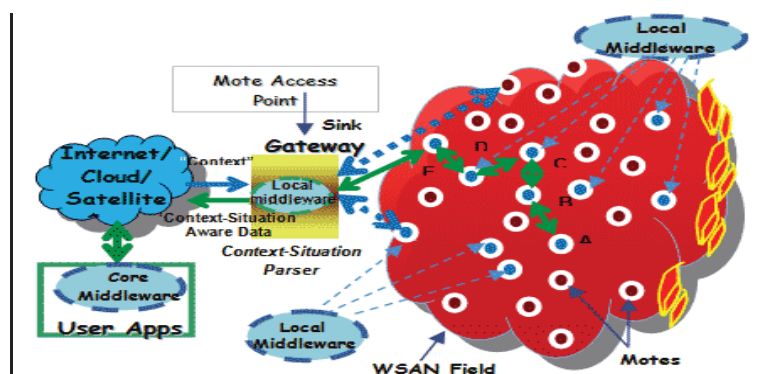 Local
Middleware
Mote Access
Point
Sink
Gateway
Internet/
Cloud/
Satellite
"Context"
Local
middleware
"Context-Situation
Aware Data
Context-Situation
Parser
Core
Middleware
User Apps
D
E
C
B
A
Local
Middleware
WSAN Field
Motes